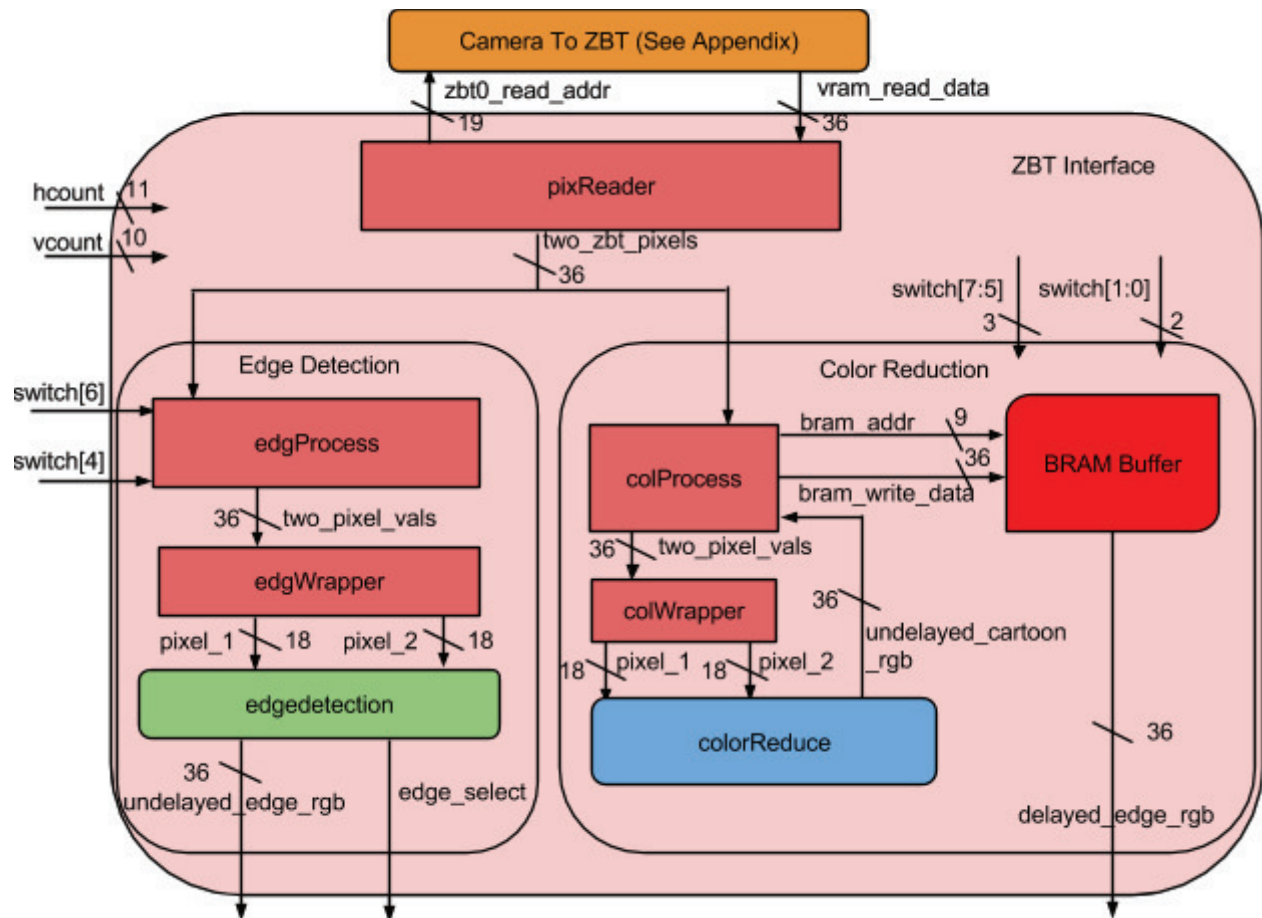 Camera To ZBT (See Appendix)
zbt0_read_addr
vram_read_data
19
36
pixReader
ZBT Interface
hcount
11
vcount
10
two_zbt_pixels
36
switch[7:5]
switch[1:0]
3
2
Edge Detection
Color Reduction
switch[6]
edgProcess
switch[4]
bram_addr
9
colProcess
36
bram_write_data
BRAM Buffer
36
two_pixel_vals
36
two_pixel_vals
edgWrapper
colWrapper
36
undelayed_cartoon
_rgb
pixel_1
18
pixel_2
18
18
pixel_1
18
pixel_2
edgedetection
colorReduce
36
undelayed_edge_rgb
edge_select
36
delayed_edge_rgb